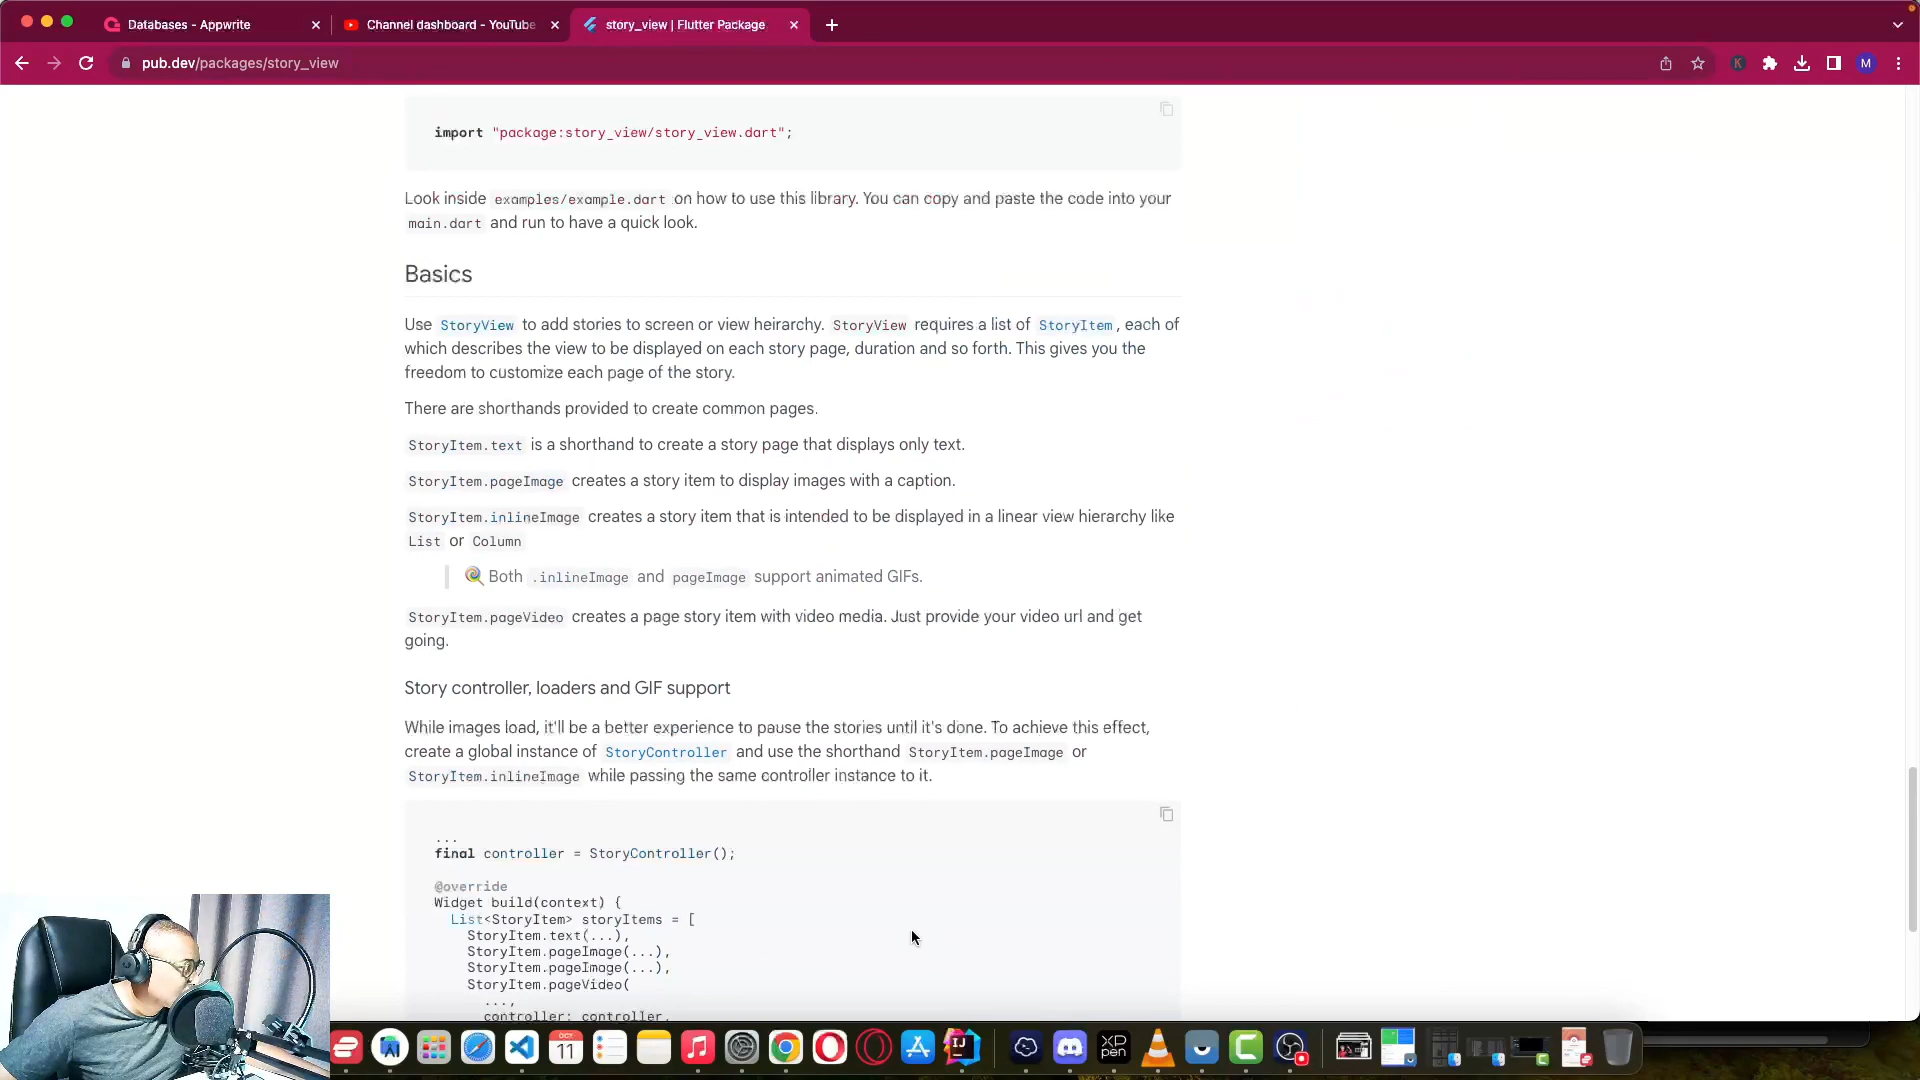 Databases - Appwrite
Channel dashboard - YouTube
story_view | Flutter Package
pub.dev/packages/story_view
K
M
import "package:story_view/story_view.dart";
Look inside examples/example.dart on how to use this library. You can copy and paste the code into your
main.dart and run to have a quick look.
Basics
Use StoryView to add stories to screen or view heirarchy. StoryView requires a list of StoryItem, each of
which describes the view to be displayed on each story page, duration and so forth. This gives you the
freedom to customize each page of the story.
There are shorthands provided to create common pages.
StoryItem.text is a shorthand to create a story page that displays only text.
StoryItem.pageImage creates a story item to display images with a caption.
StoryItem.inlineImage creates a story item that is intended to be displayed in a linear view hierarchy like
List or Column
Both .inlineImage and pageImage support animated GIFs.
StoryItem.pageVideo creates a page story item with video media. Just provide your video url and get
going.
Story controller, loaders and GIF support
While images load, it'll be a better experience to pause the stories until it's done. To achieve this effect,
create a global instance of StoryController and use the shorthand StoryItem.pageImage or
StoryItem.inlineImage while passing the same controller instance to it.
...
final controller = StoryController();
@override
Widget build(context) {
List<StoryItem> storyItems = [
StoryItem.text(...),
StoryItem.pageImage(...),
StoryItem.pageImage(...),
StoryItem.pageVideo(
...,
controller: controller,
OCT
11
IJ
XP
pen